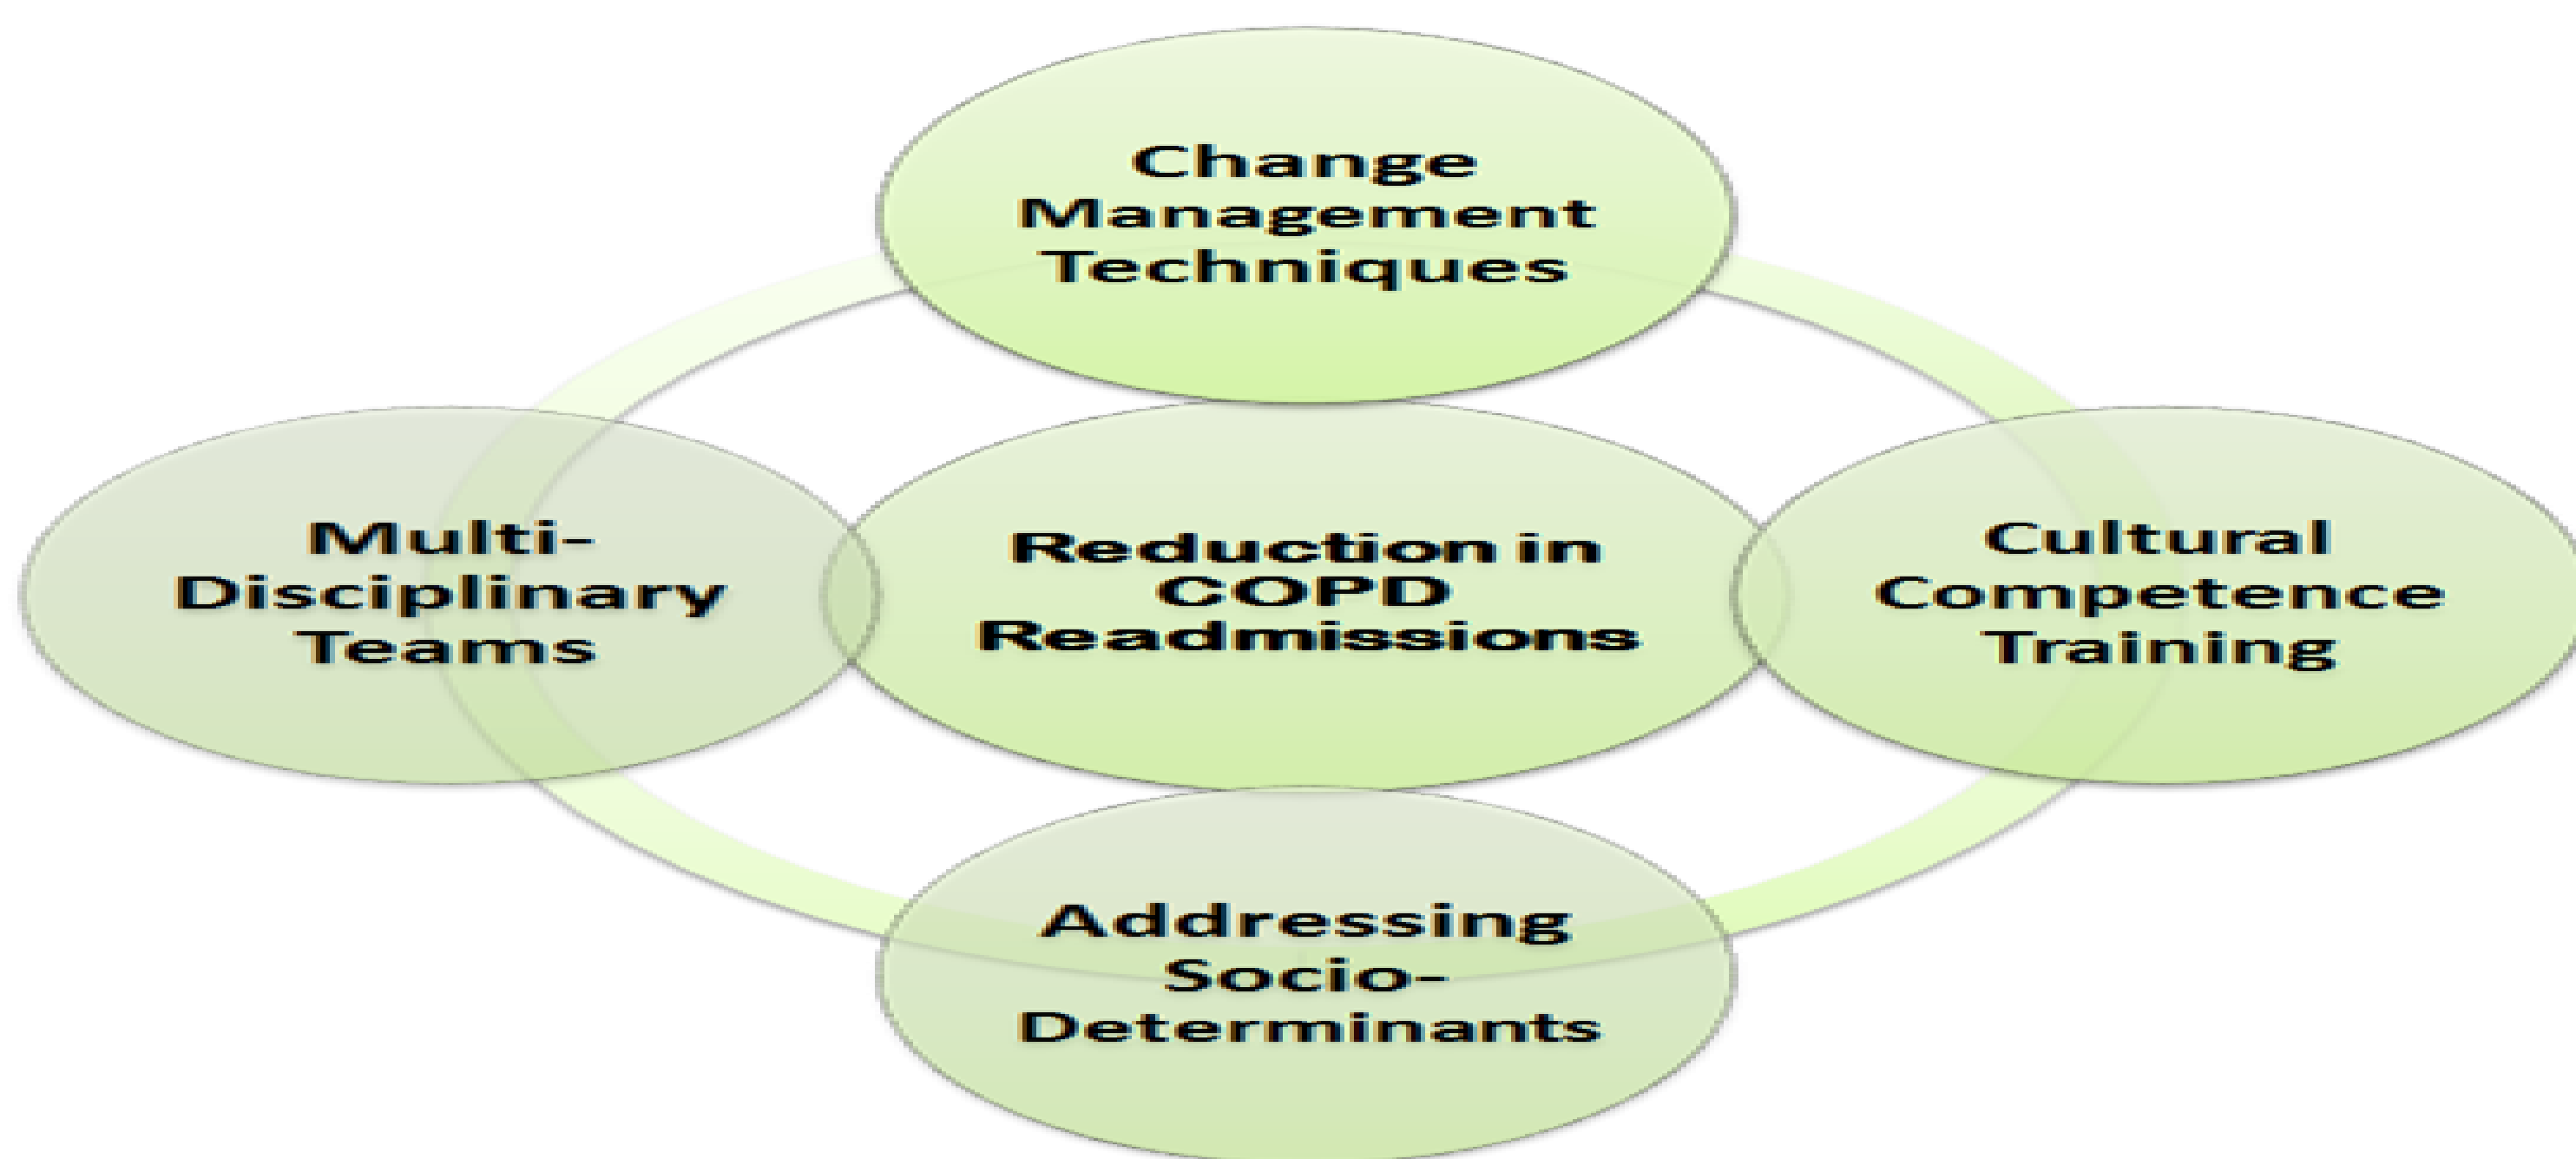 Change
Management
Techniques
Multi-
Disciplinary
Teams
Reduction in
COPD
Readmissions
Cultural
Competence
Training
Addressing
Socio-
Determinants